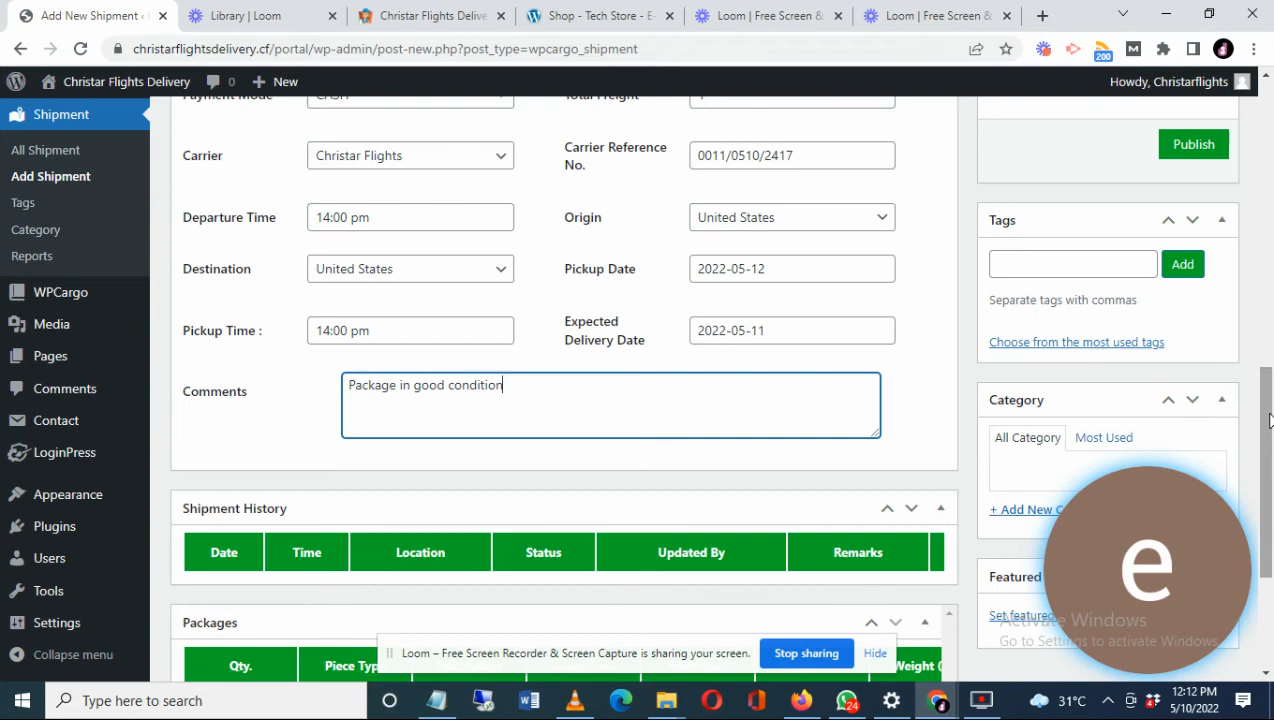 Add New Shipment ‹
Library | Loom
Christar Flights Delive
Shop - Tech Store - E-
Loom | Free Screen &
Loom | Free Screen &
christarflightsdelivery.cf/portal/wp-admin/post-new.php?post_type=wpcargo_shipment
200
M
Christar Flights Delivery
0
New
Howdy, Christarflights
Shipment
All Shipment
Add Shipment
Tags
Category
Reports
WPCargo
Media
Pages
Comments
Contact
LoginPress
Appearance
Plugins
Users
Tools
Settings
Collapse menu
Payment Mode
CASH
Total Freight
Carrier
Christar Flights
Carrier Reference
No.
0011/0510/2417
Departure Time
14:00 pm
Origin
United States
Destination
United States
Pickup Date
2022-05-12
Pickup Time :
14:00 pm
Expected
Delivery Date
2022-05-11
Comments
Package in good condition
Shipment History
Date
Time
Location
Status
Updated By
Remarks
Packages
Qty.
Piece Typ
Weight (
Publish
Tags
Add
Separate tags with commas
Choose from the most used tags
Category
All Category
Most Used
+ Add New C
Featured
Set featured
e
Activate Windows
Go to Settings to activate Windows.
Loom – Free Screen Recorder & Screen Capture is sharing your screen.
Stop sharing
Hide
Type here to search
24
31°C
12:12 PM
5/10/2022